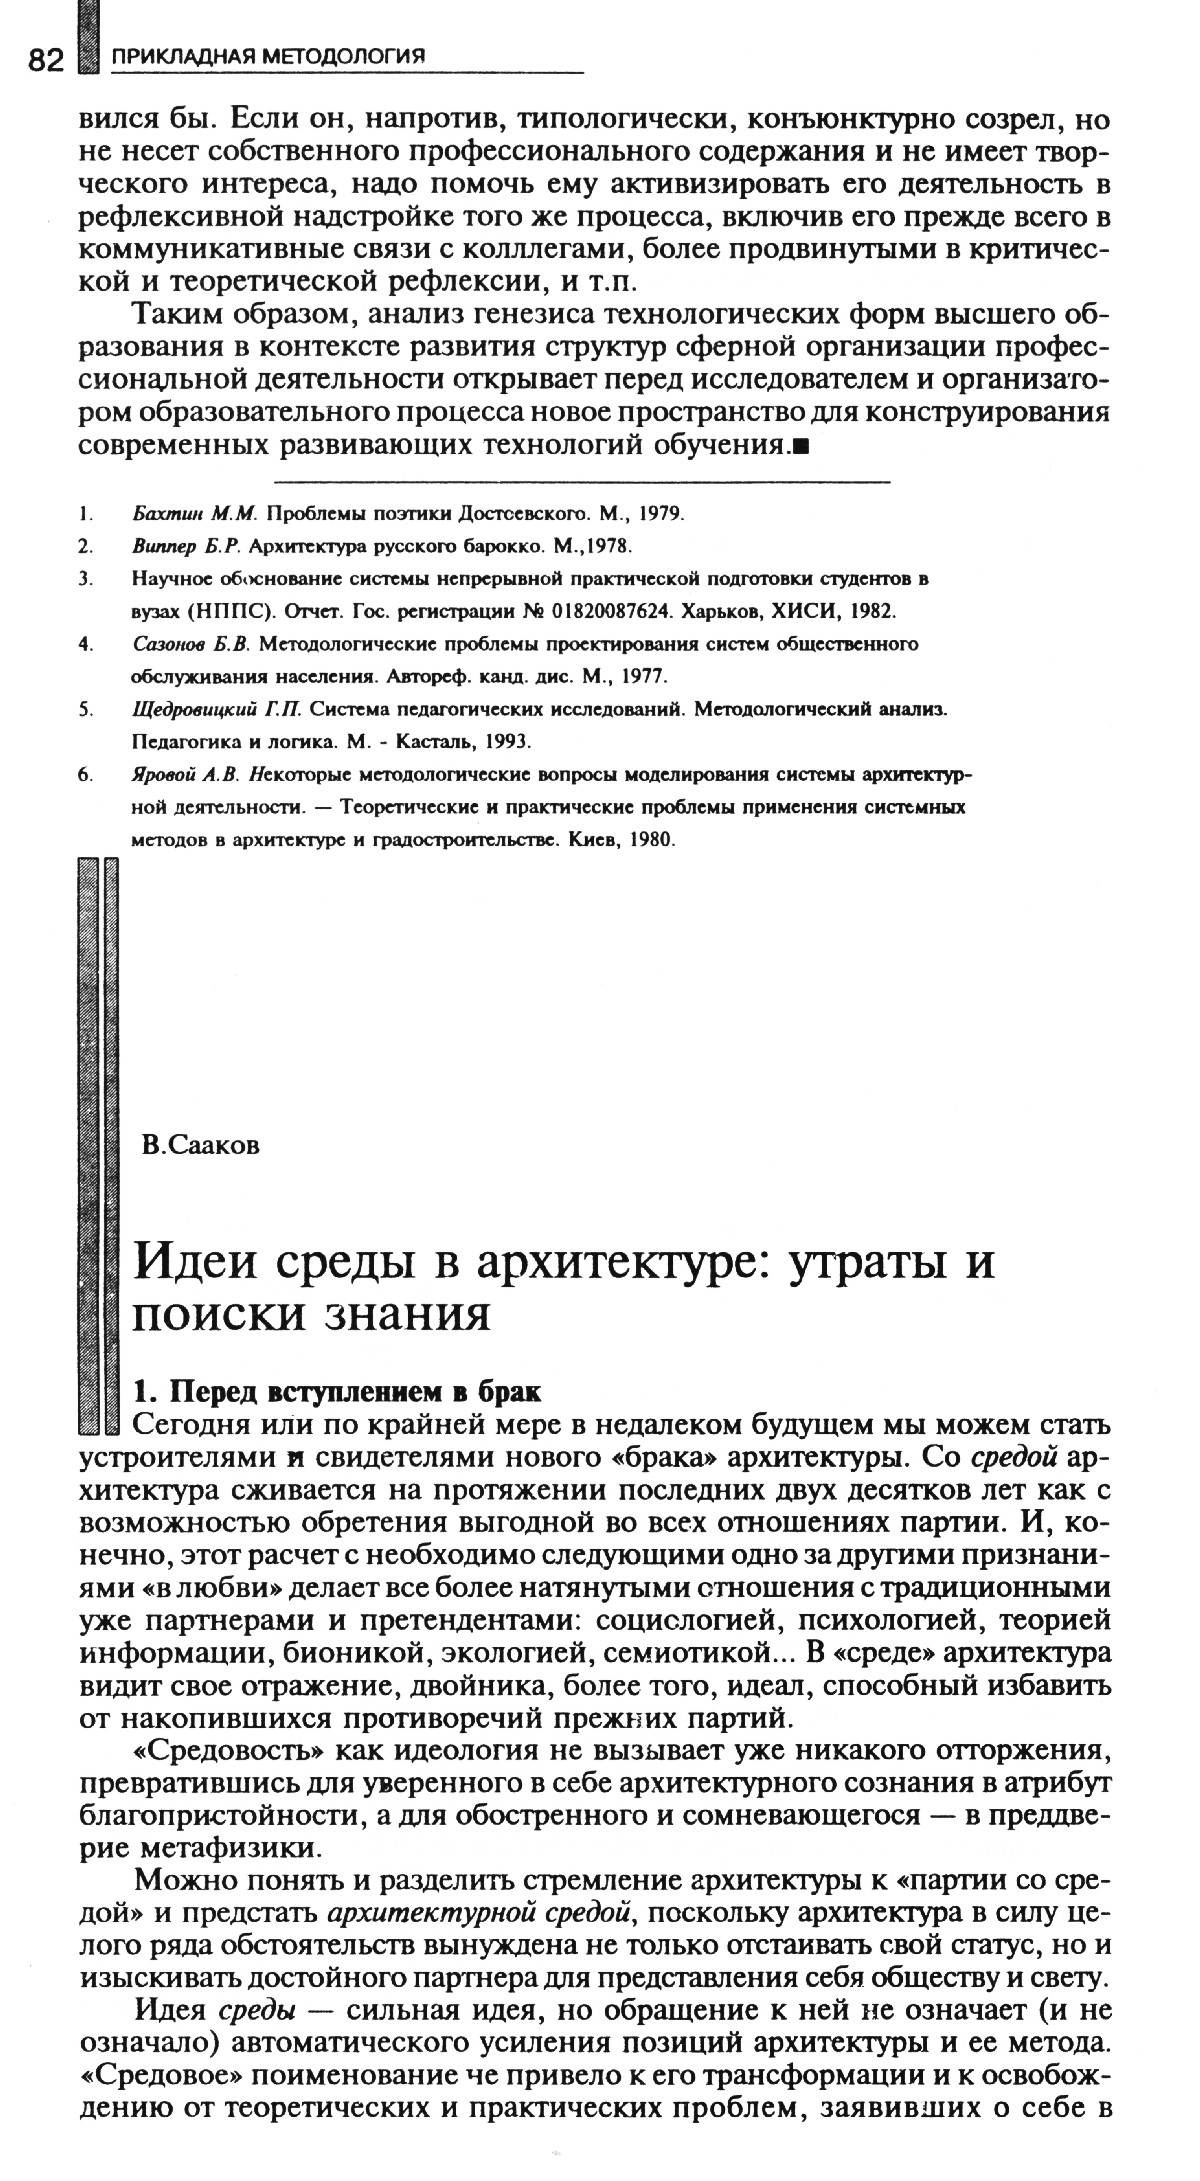 82 ПРИКЛАДНАЯ МЕТОДОЛОГИЯ
вился бы. Если он, напротив, типологически, конъюнктурно созрел, но
не несет собственного профессионального содержания и не имеет твор-
ческого интереса, надо помочь ему активизировать его деятельность в
рефлексивной надстройке того же процесса, включив его прежде всего в
коммуникативные связи с колллегами, более продвинутыми в критичес-
кой и теоретической рефлексии, и т.п.
Таким образом, анализ генезиса технологических форм высшего об-
разования в контексте развития структур сферной организации профес-
сиональной деятельности открывает перед исследователем и организато-
ром образовательного процесса новое пространство для конструирования
современных развивающих технологий обучения.■
1. Бахтин М.М. Проблемы поэтики Достоевского. М., 1979.
2. Виппер Б.Р. Архитектура русского барокко. М.,1978.
3. Научное обоснование системы непрерывной практической подготовки студентов в
вузах (НППС). Отчет. Гос. регистрации № 01820087624. Харьков, ХИСИ, 1982.
4. Сазонов Б.В. Методологические проблемы проектирования систем общественного
обслуживания населения. Автореф. канд. дис. М., 1977.
5. Щедровицкий Г.П. Система педагогических исследований. Методологический анализ.
Педагогика и логика. М. - Касталь, 1993.
6. Яровой А.В. Некоторые методологические вопросы моделирования системы архитектур-
ной деятельности. — Теоретические и практические проблемы применения системных
методов в архитектуре и градостроительстве. Киев, 1980.
В.Сааков
Идеи среды в архитектуре: утраты и
поиски знания
1. Перед вступлением в брак
Сегодня или по крайней мере в недалеком будущем мы можем стать
устроителями и свидетелями нового «брака» архитектуры. Со средой ар-
хитектура сживается на протяжении последних двух десятков лет как с
возможностью обретения выгодной во всех отношениях партии. И, ко-
нечно, этот расчет с необходимо следующими одно за другими признани-
ями «в любви» делает все более натянутыми отношения с традиционными
уже партнерами и претендентами: социологией, психологией, теорией
информации, бионикой, экологией, семиотикой... В «среде» архитектура
видит свое отражение, двойника, более того, идеал, способный избавить
от накопившихся противоречий прежних партий.
«Средовость» как идеология не вызывает уже никакого отторжения,
превратившись для уверенного в себе архитектурного сознания в атрибут
благопристойности, а для обостренного и сомневающегося — в преддве-
рие метафизики.
Можно понять и разделить стремление архитектуры к «партии со сре-
дой» и предстать архитектурной средой, поскольку архитектура в силу це-
лого ряда обстоятельств вынуждена не только отстаивать свой статус, но и
изыскивать достойного партнера для представления себя обществу и свету.
Идея среды — сильная идея, но обращение к ней не означает (и не
означало) автоматического усиления позиций архитектуры и ее метода.
«Средовое» поименование не привело к его трансформации и к освобож-
дению от теоретических и практических проблем, заявивших о себе в